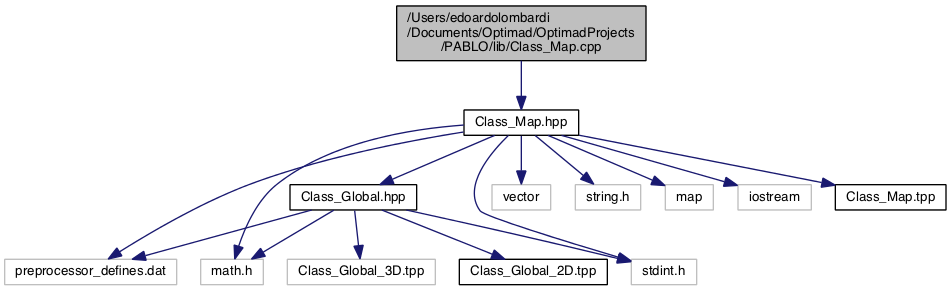 /Users/edoardolombardi
/Documents/Optimad/OptimadProjects
/PABLO/lib/Class_Map.cpp
Class_Map.hpp
Class_Global.hpp
vector
string.h
map
iostream
Class_Map.tpp
preprocessor_defines.dat
math.h
Class_Global_3D.tpp
Class_Global_2D.tpp
stdint.h